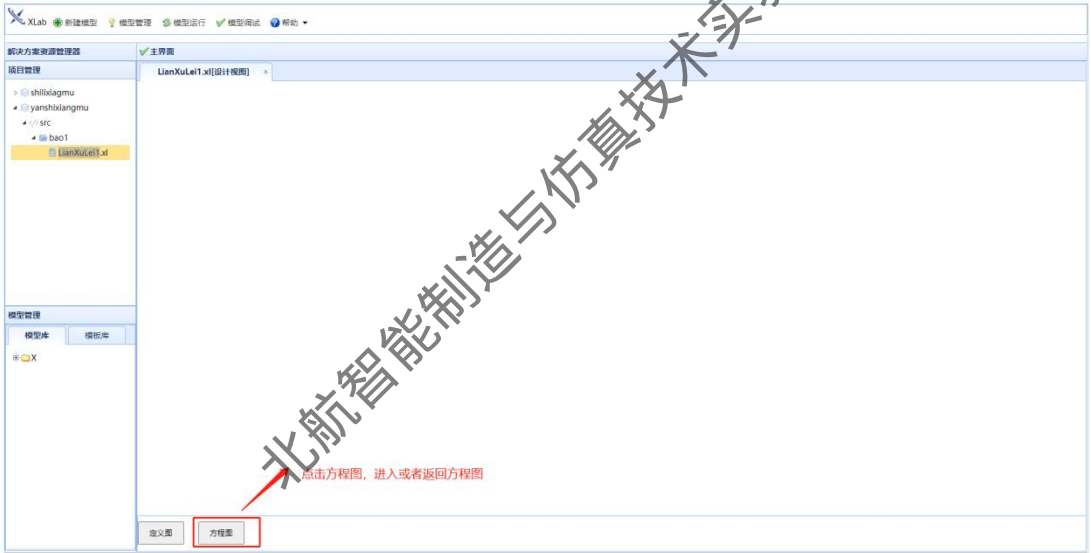 XLab 新建模型 模型管理 模型运行 模型调试 帮助
解决方案资源管理器
主界面
项目管理
LianXuLei1.xl[设计视图] ×
shilixiagmu
yanshixiangmu
src
bao1
LianXuLei1.xl
模型管理
模型库 模板库
X
点击方程图，进入或者返回方程图
定义图 方程图
北航智能制造与仿真技术实